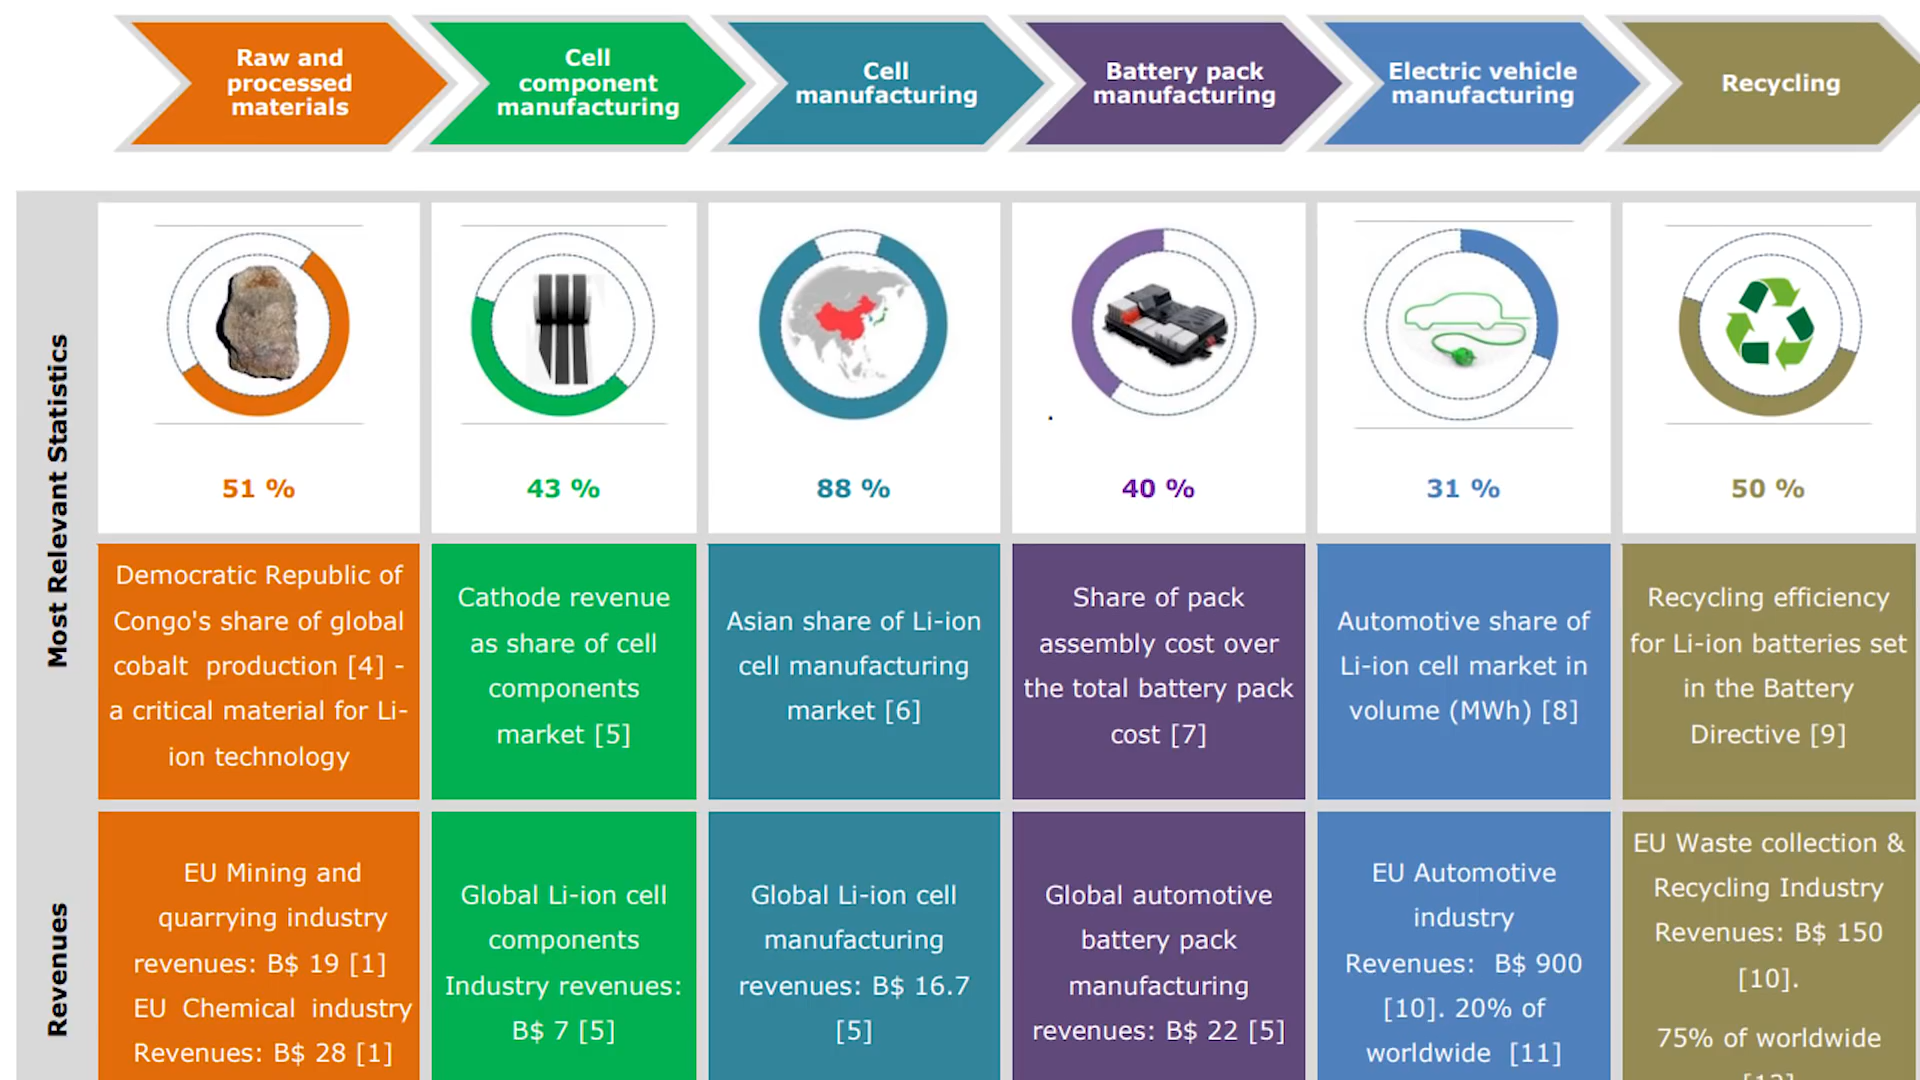 Raw and
processed
materials
Cell
component
manufacturing
Cell
manufacturing
Battery pack
manufacturing
Electric vehicle
manufacturing
Recycling
Most Relevant Statistics
51 %
43 %
88 %
40 %
31 %
50 %
Democratic Republic of
Congo's share of global
cobalt production [4] -
a critical material for Li-
ion technology
Cathode revenue
as share of cell
components
market [5]
Asian share of Li-ion
cell manufacturing
market [6]
Share of pack
assembly cost over
the total battery pack
cost [7]
Automotive share of
Li-ion cell market in
volume (MWh) [8]
Recycling efficiency
for Li-ion batteries set
in the Battery
Directive [9]
Revenues
EU Mining and
quarrying industry
revenues: B$ 19 [1]
EU Chemical industry
Revenues: B$ 28 [1]
Global Li-ion cell
components
Industry revenues:
B$ 7 [5]
Global Li-ion cell
manufacturing
revenues: B$ 16.7
[5]
Global automotive
battery pack
manufacturing
revenues: B$ 22 [5]
EU Automotive
industry
Revenues: B$ 900
[10]. 20% of
worldwide [11]
EU Waste collection &
Recycling Industry
Revenues: B$ 150
[10].
75% of worldwide